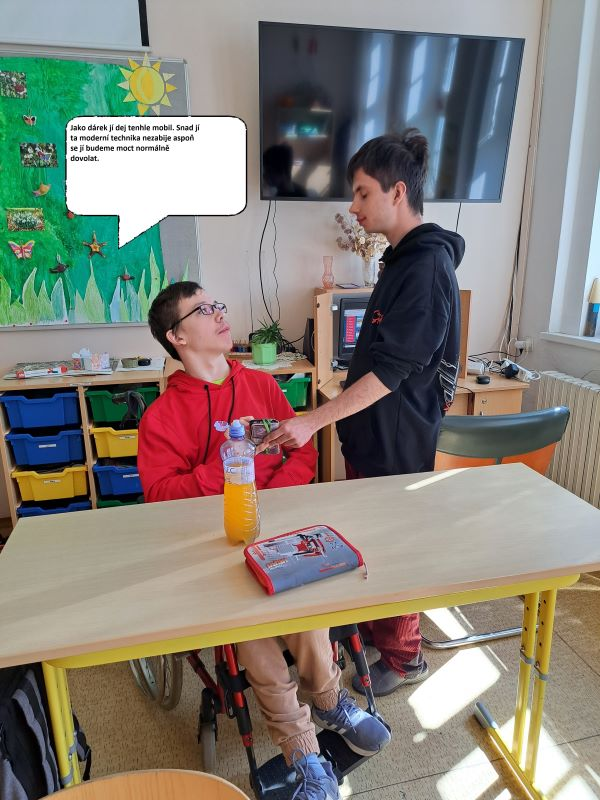 Jako dárek jí dej tenhle mobil. Snad jí
ta moderní technika nezabije aspoň
se jí budeme moct normálně
dovolat.